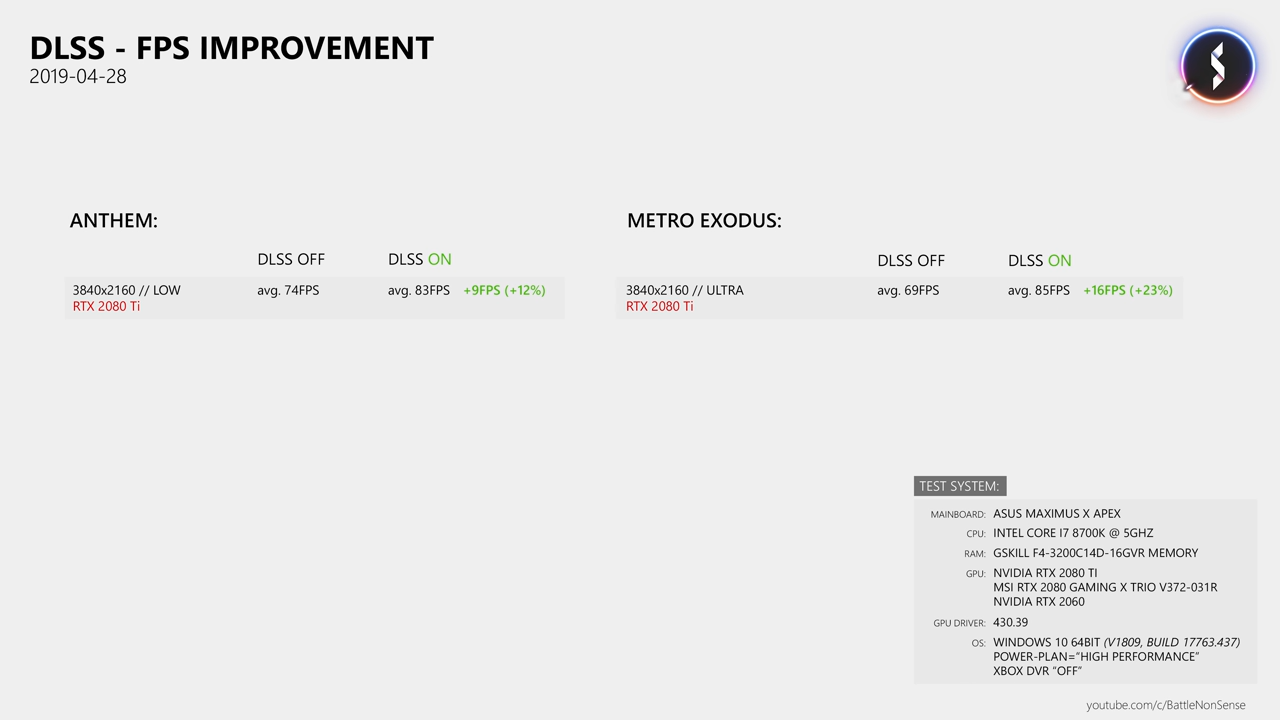 DLSS - FPS IMPROVEMENT
2019-04-28
ANTHEM:
DLSS OFF DLSS ON
3840x2160 // LOW avg. 74FPS avg. 83FPS +9FPS (+12%)
RTX 2080 Ti
METRO EXODUS:
DLSS OFF DLSS ON
3840x2160 // ULTRA avg. 69FPS avg. 85FPS +16FPS (+23%)
RTX 2080 Ti
TEST SYSTEM:
MAINBOARD: ASUS MAXIMUS X APEX
CPU: INTEL CORE I7 8700K @ 5GHZ
RAM: GSKILL F4-3200C14D-16GVR MEMORY
GPU: NVIDIA RTX 2080 TI
MSI RTX 2080 GAMING X TRIO V372-031R
NVIDIA RTX 2060
GPU DRIVER: 430.39
OS: WINDOWS 10 64BIT (V1809, BUILD 17763.437)
POWER-PLAN="HIGH PERFORMANCE"
XBOX DVR "OFF"
youtube.com/c/BattleNonSense